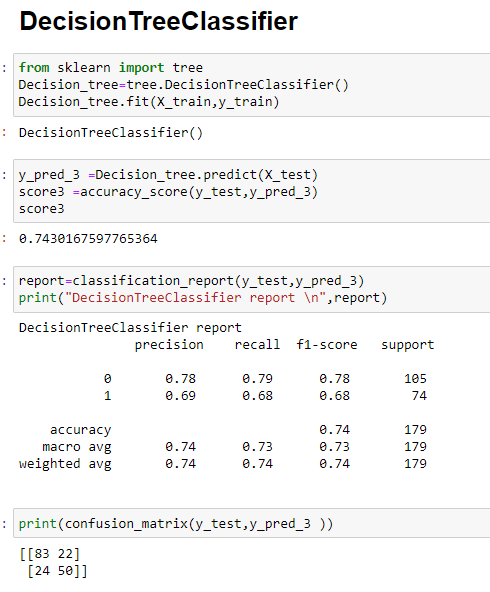 DecisionTreeClassifier
: from sklearn import tree
Decision_tree=tree.DecisionTreeClassifier()
Decision_tree.fit(X_train,y_train)
: DecisionTreeClassifier()
: y_pred_3 =Decision_tree.predict(X_test)
score3 =accuracy_score(y_test,y_pred_3)
score3
: 0.7430167597765364
: report=classification_report(y_test,y_pred_3)
print("DecisionTreeClassifier report \n",report)
DecisionTreeClassifier report
precision recall f1-score support
0 0.78 0.79 0.78 105
1 0.69 0.68 0.68 74
accuracy 0.74 179
macro avg 0.74 0.73 0.73 179
weighted avg 0.74 0.74 0.74 179
: print(confusion_matrix(y_test,y_pred_3 ))
[[83 22]
[24 50]]